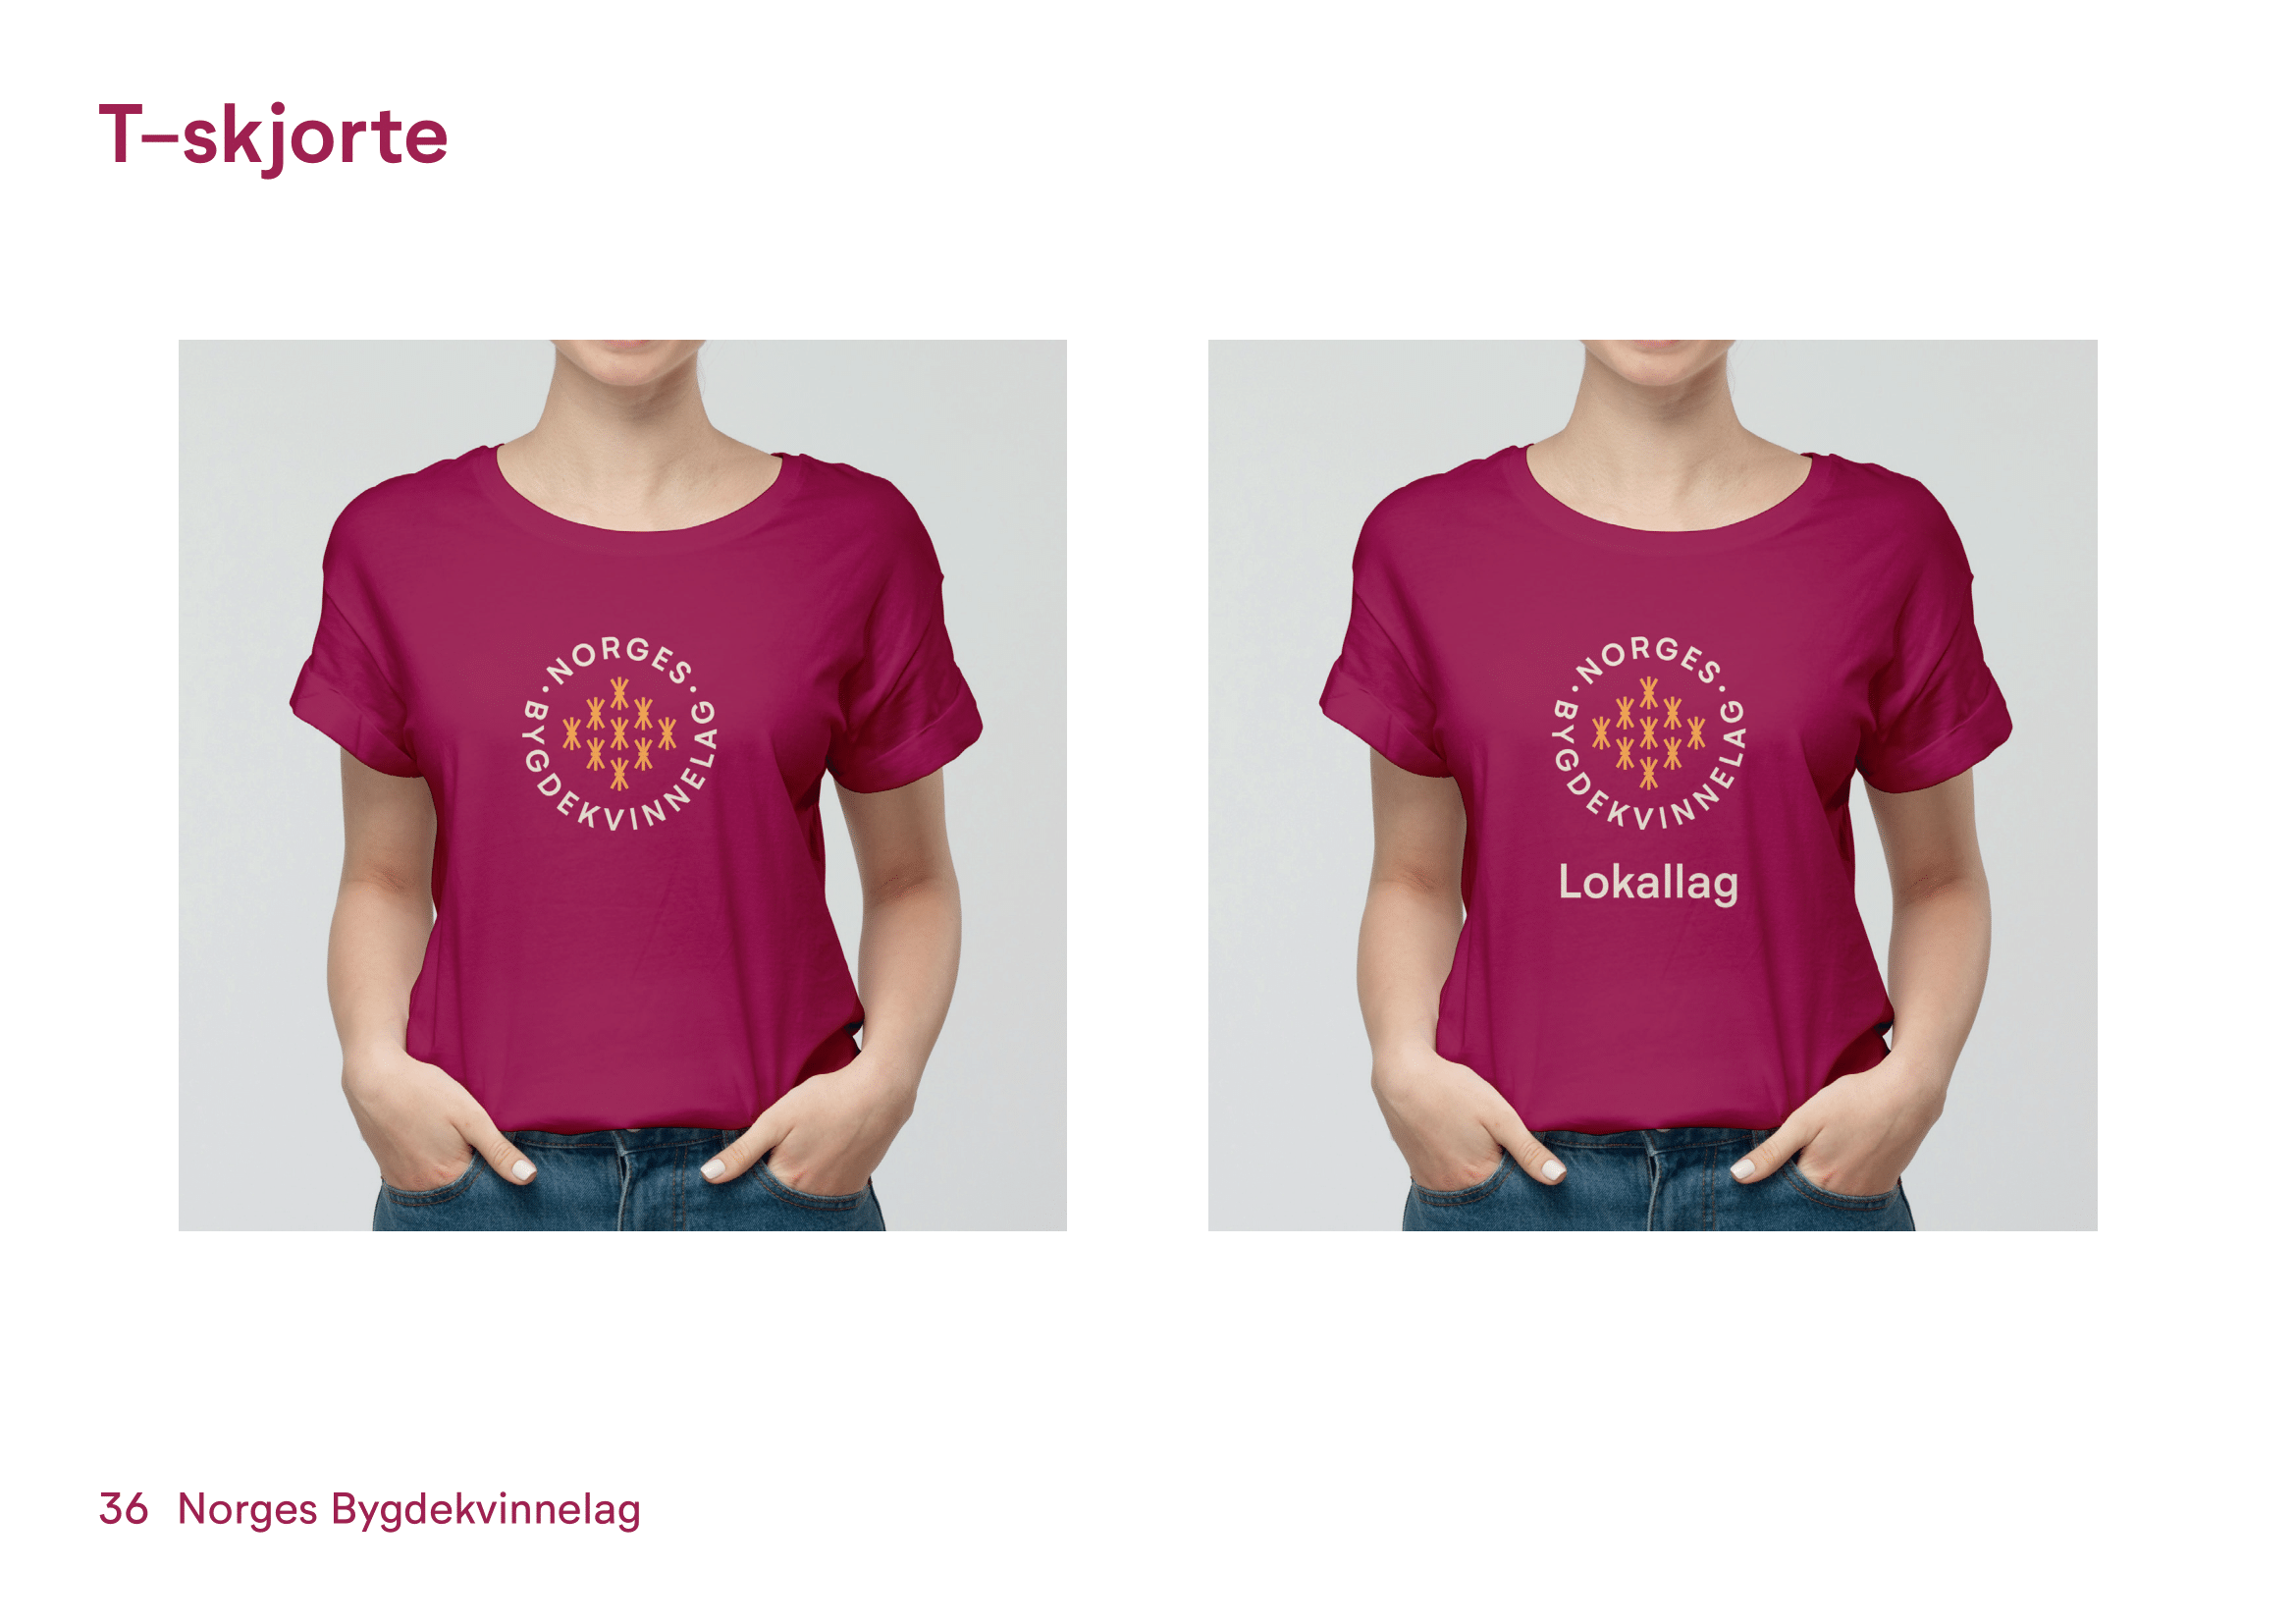 T–skjorte
NORGES · BYGDEKVINNELAG ·
NORGES · BYGDEKVINNELAG ·
Lokallag
36 Norges Bygdekvinnelag